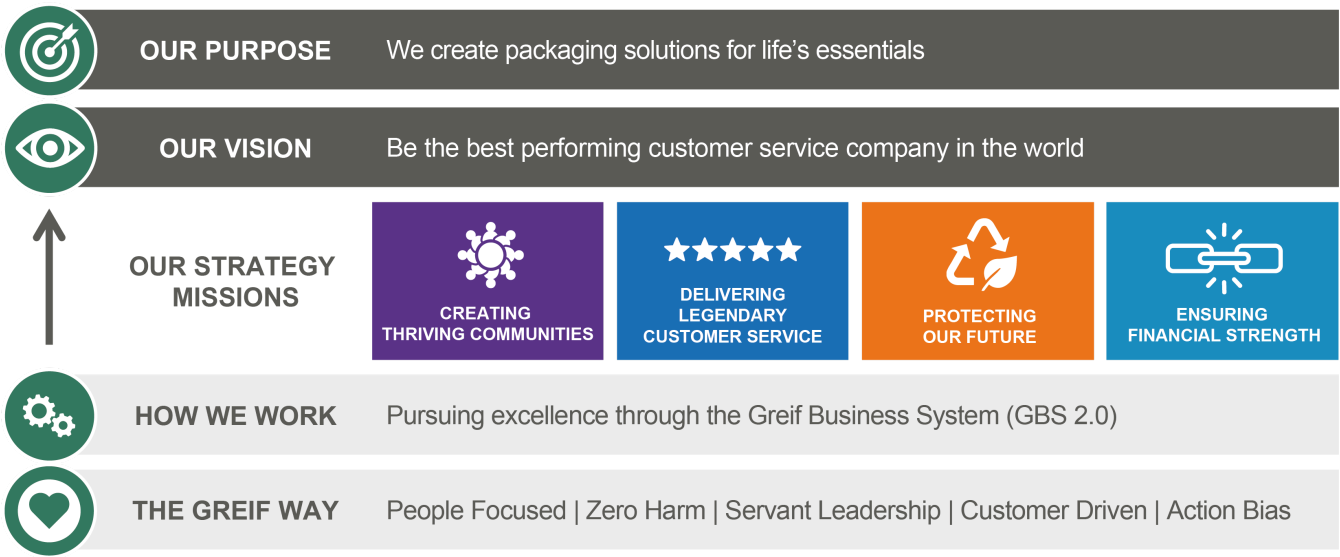 OUR PURPOSE
We create packaging solutions for life's essentials
OUR VISION
Be the best performing customer service company in the world
OUR STRATEGY
MISSIONS
CREATING
THRIVING COMMUNITIES
DELIVERING
LEGENDARY
CUSTOMER SERVICE
PROTECTING
OUR FUTURE
ENSURING
FINANCIAL STRENGTH
HOW WE WORK
Pursuing excellence through the Greif Business System (GBS 2.0)
THE GREIF WAY
People Focused | Zero Harm | Servant Leadership | Customer Driven | Action Bias